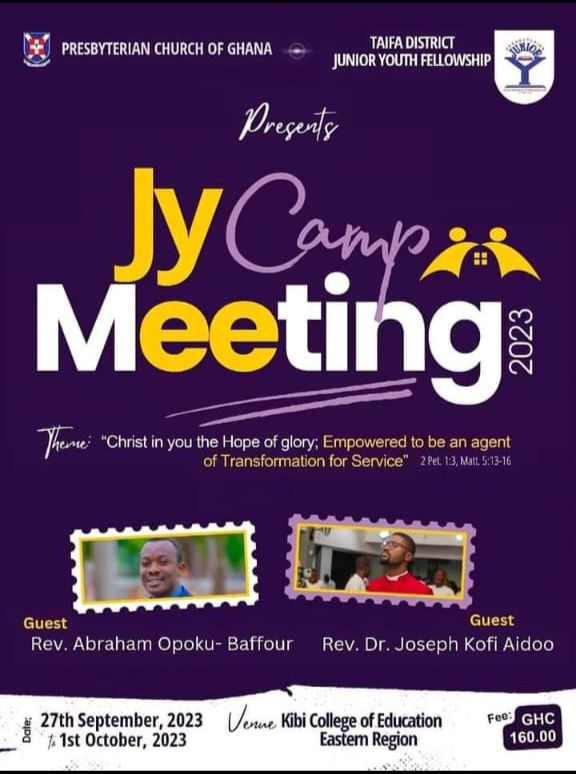 PRESBYTERIAN CHURCH OF GHANA
TAIFA DISTRICT
JUNIOR YOUTH FELLOWSHIP
JUNIOR
Presents
Jy Camp
Meeting
2023
Theme: "Christ in you the Hope of glory; Empowered to be an agent
of Transformation for Service" 2 Pet. 1:3, Matt. 5:13-16
Guest
Rev. Abraham Opoku- Baffour
Guest
Rev. Dr. Joseph Kofi Aidoo
Date; 27th September, 2023
To 1st October, 2023
Venue Kibi College of Education
Eastern Region
Fee: GHC
160.00